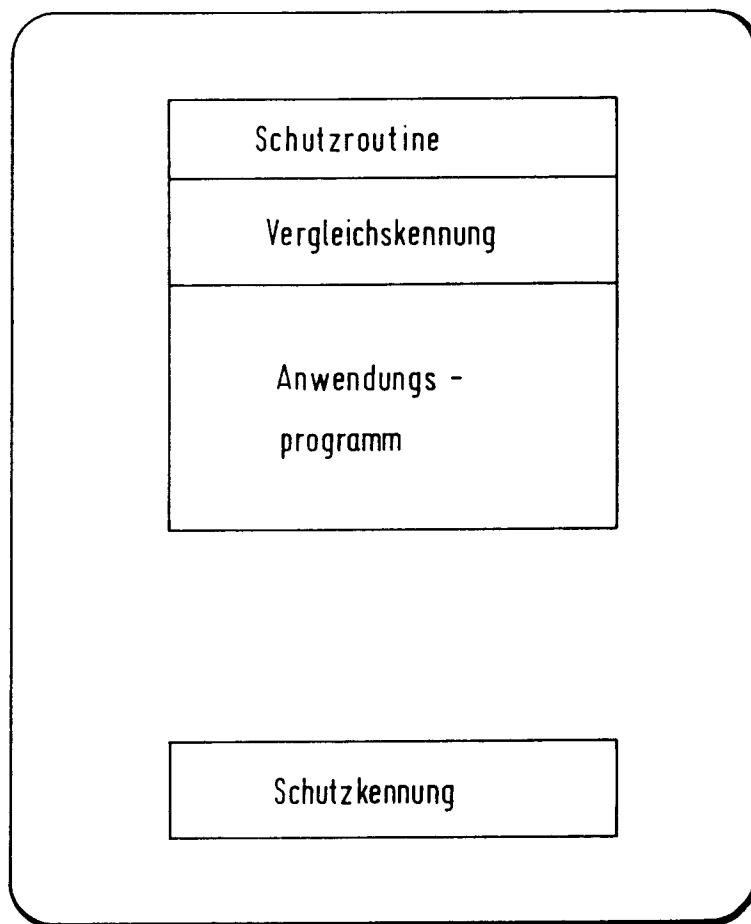 Schutzroutine
Vergleichskennung
Anwendungs -
programm
Schutzkennung